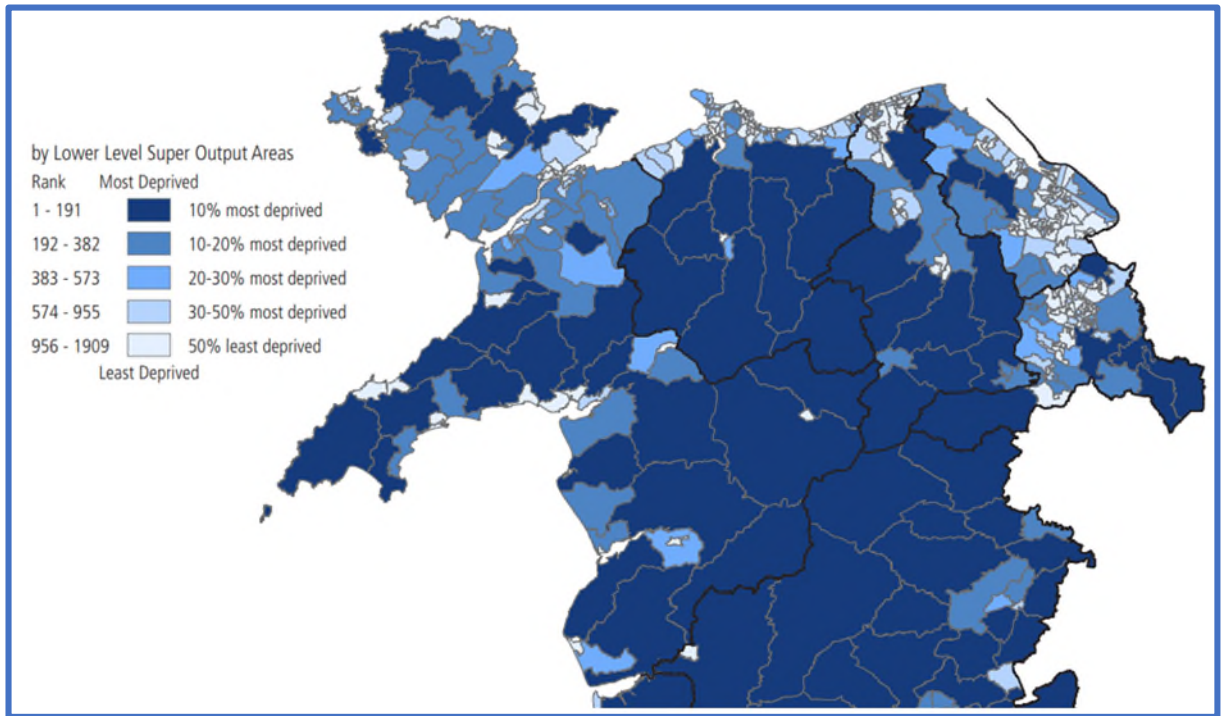 by Lower Level Super Output Areas
Rank Most Deprived
1 - 191 10% most deprived
192 - 382 10-20% most deprived
383 - 573 20-30% most deprived
574 - 955 30-50% most deprived
956 - 1909 50% least deprived
Least Deprived